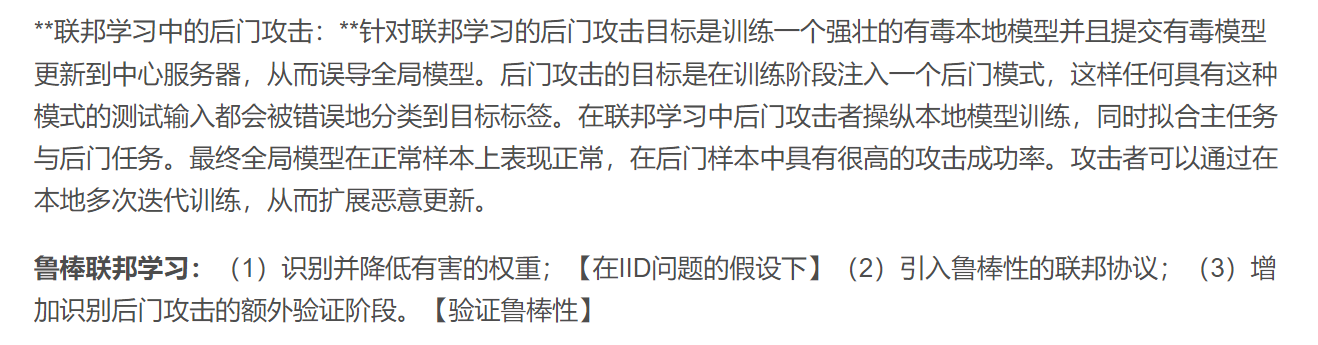 **联邦学习中的后门攻击：**针对联邦学习的后门攻击目标是训练一个强壮的有毒本地模型并且提交有毒模型
更新到中心服务器，从而误导全局模型。后门攻击的目标是在训练阶段注入一个后门模式，这样任何具有这种
模式的测试输入都会被错误地分类到目标标签。在联邦学习中后门攻击者操纵本地模型训练，同时拟合主任务
与后门任务。最终全局模型在正常样本上表现正常，在后门样本中具有很高的攻击成功率。攻击者可以通过在
本地多次迭代训练，从而扩展恶意更新。
鲁棒联邦学习：（1）识别并降低有害的权重；【在IID问题的假设下】（2）引入鲁棒性的联邦协议；（3）增
加识别后门攻击的额外验证阶段。【验证鲁棒性】